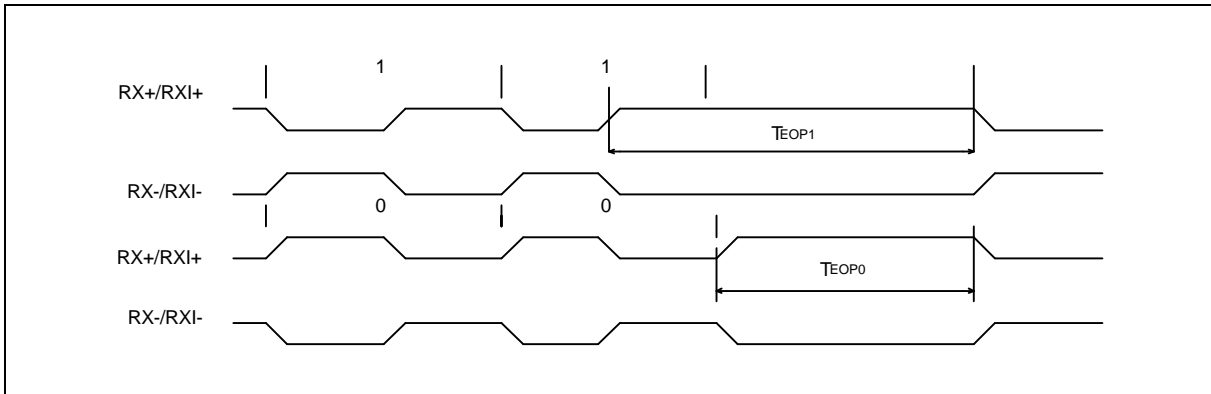 1 1
RX+/RXI+
TEOP1
RX-/RXI-
0 0
RX+/RXI+
TEOP0
RX-/RXI-